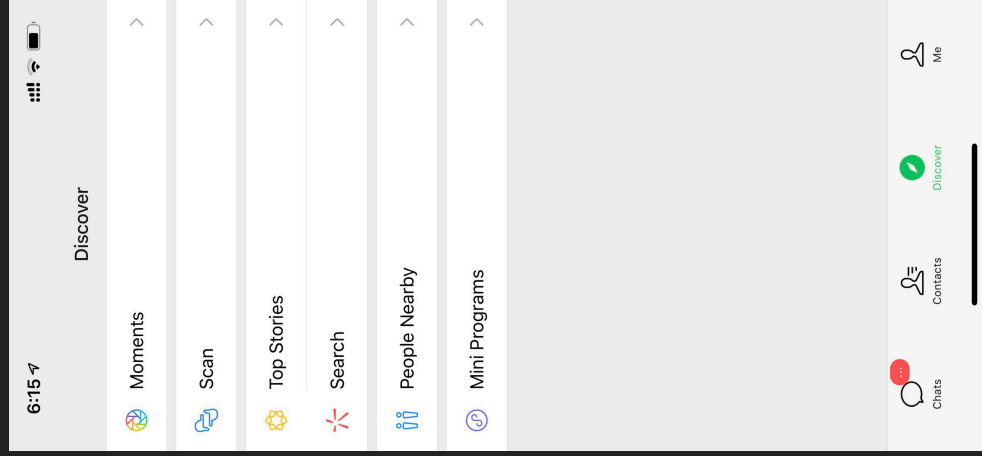 6:15
Discover
Moments
Scan
Top Stories
Search
People Nearby
Mini Programs
Chats
Contacts
Discover
Me